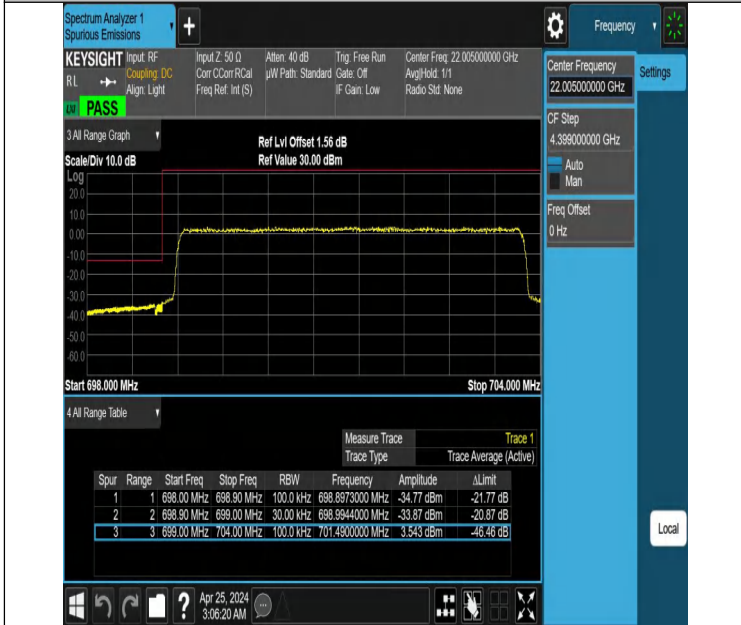 Spectrum Analyzer 1
Spurious Emissions
+
Frequency
KEYSIGHT
RL
Input: RF
Coupling: DC
Align: Light
Input Z: 50 Ω
Corr CCorr RCal
Freq Ref: Int (S)
Atten: 40 dB
µW Path: Standard
Trig: Free Run
Gate: Off
IF Gain: Low
Center Freq: 22.005000000 GHz
Avg|Hold: 1/1
Radio Std: None
PASS
Center Frequency
22.005000000 GHz
Settings
CF Step
4.399000000 GHz
Auto
Man
Freq Offset
0 Hz
3 All Range Graph
Scale/Div 10.0 dB
Ref Lvl Offset 1.56 dB
Ref Value 30.00 dBm
Log
20.0
10.0
0.00
-10.0
-20.0
-30.0
-40.0
-50.0
-60.0
Start 698.000 MHz Stop 704.000 MHz
4 All Range Table
Measure Trace Trace 1
Trace Type Trace Average (Active)
Spur Range Start Freq Stop Freq RBW Frequency Amplitude ΔLimit
1 1 698.00 MHz 698.90 MHz 100.0 kHz 698.8973000 MHz -34.77 dBm -21.77 dB
2 2 698.90 MHz 699.00 MHz 30.00 kHz 698.9944000 MHz -33.87 dBm -20.87 dB
3 3 699.00 MHz 704.00 MHz 100.0 kHz 701.4900000 MHz 3.543 dBm -46.46 dB
Local
?
Apr 25, 2024
3:06:20 AM